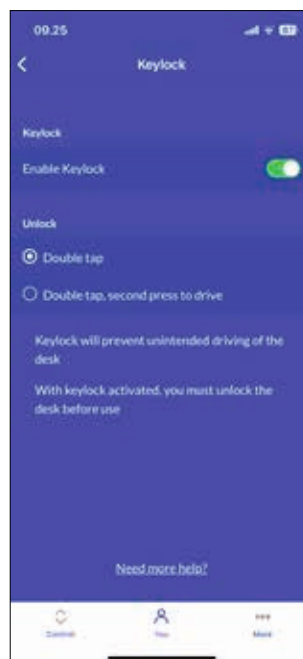 09.25
Keylock
Keylock
Enable Keylock
Unlock
Double tap
Double tap, second press to drive
Keylock will prevent unintended driving of the
desk
With keylock activated, you must unlock the
desk before use
Need more help?
Control You More